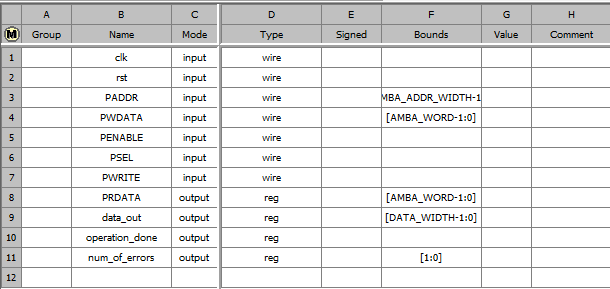 A B C D E F G H
M Group Name Mode Type Signed Bounds Value Comment
1 clk input wire
2 rst input wire
3 PADDR input wire MBA_ADDR_WIDTH-1
4 PWDATA input wire [AMBA_WORD-1:0]
5 PENABLE input wire
6 PSEL input wire
7 PWRITE input wire
8 PRDATA output reg [AMBA_WORD-1:0]
9 data_out output reg [DATA_WIDTH-1:0]
10 operation_done output reg
11 num_of_errors output reg [1:0]
12